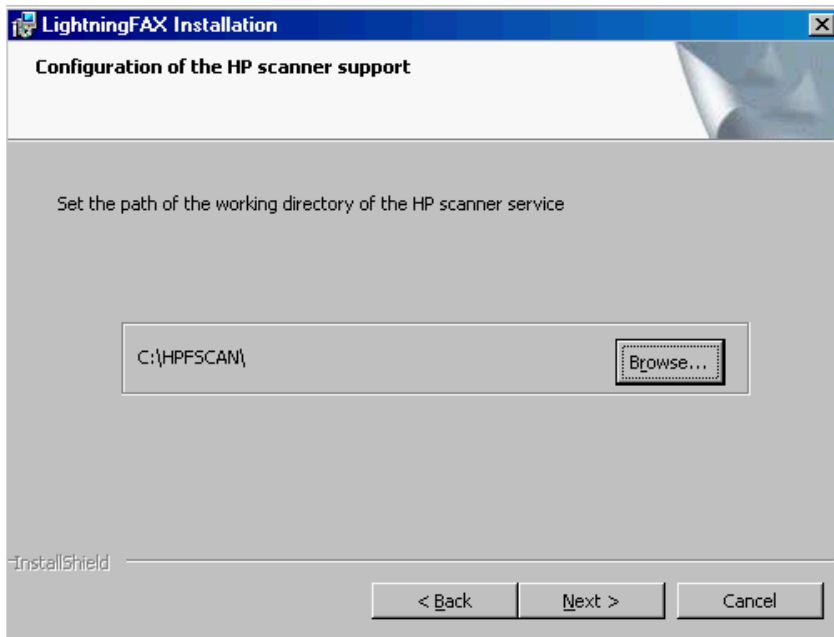 LightningFAX Installation
Configuration of the HP scanner support
Set the path of the working directory of the HP scanner service
C:\HPFSCAN\
Browse...
InstallShield
< Back
Next >
Cancel